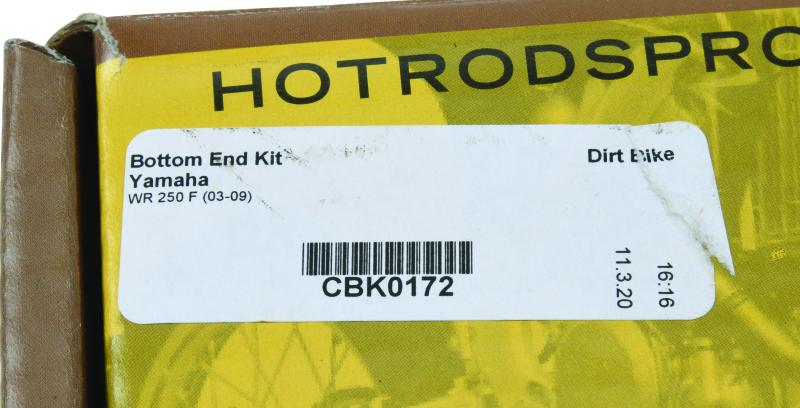 HOTRODSPRO
Bottom End Kit
Dirt Bike
Yamaha
WR 250 F (03-09)
CBK0172
11.3.20
16:16